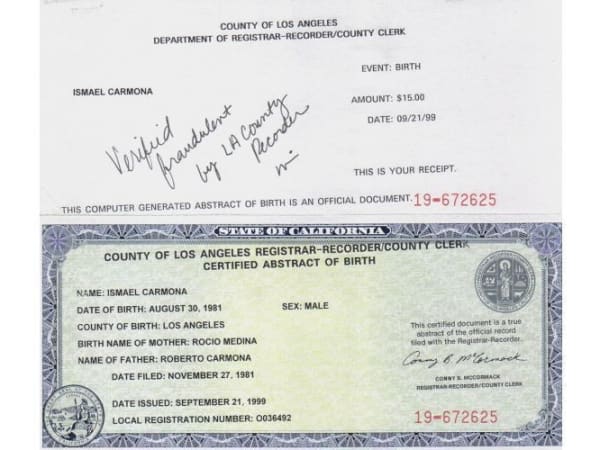 COUNTY OF LOS ANGELES
DEPARTMENT OF REGISTRAR-RECORDER/COUNTY CLERK
EVENT: BIRTH
ISMAEL CARMONA
AMOUNT: $15.00
DATE: 09/21/99
Verified
fraudulent
by LA County
Recorder
THIS IS YOUR RECEIPT.
THIS COMPUTER GENERATED ABSTRACT OF BIRTH IS AN OFFICIAL DOCUMENT. 19-672625
STATE OF CALIFORNIA
COUNTY OF LOS ANGELES REGISTRAR-RECORDER/COUNTY CLERK
CERTIFIED ABSTRACT OF BIRTH
NAME: ISMAEL CARMONA
DATE OF BIRTH: AUGUST 30, 1981 SEX: MALE
COUNTY OF BIRTH: LOS ANGELES
BIRTH NAME OF MOTHER: ROCIO MEDINA
NAME OF FATHER: ROBERTO CARMONA
DATE FILED: NOVEMBER 27, 1981
This certified document is a true
abstract of the official record
filed with the Registrar-Recorder.
Conny B. McCormack
CONNY B. MCCORMACK
REGISTRAR-RECORDER/COUNTY CLERK
DATE ISSUED: SEPTEMBER 21, 1999
LOCAL REGISTRATION NUMBER: O036492
19-672625